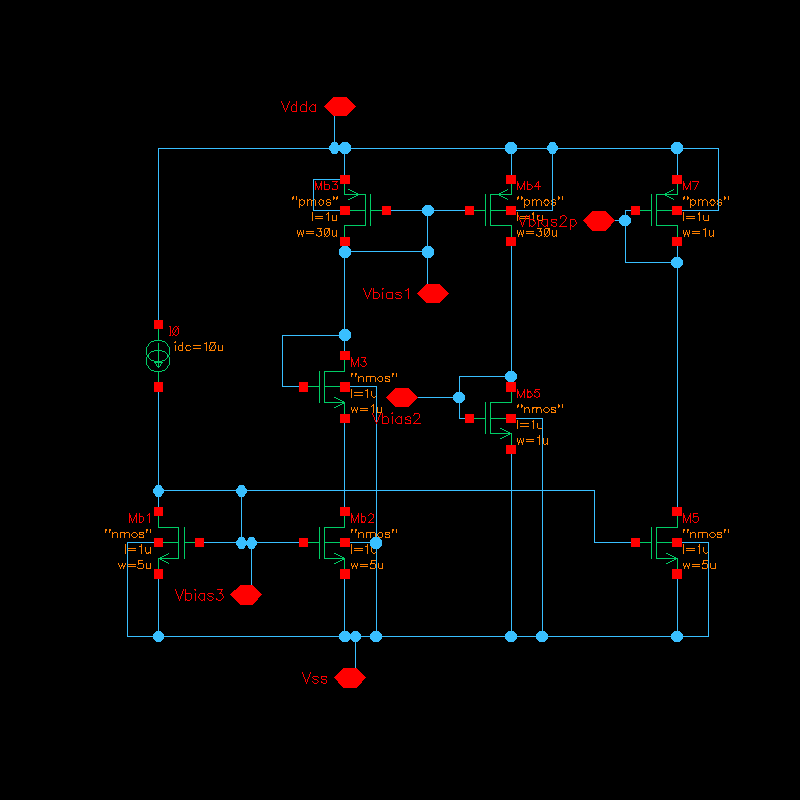 Vdda
Mb3
"pmos"
l=1u
w=30u
Mb4
"pmos"
l=1u
w=30u
Vbias2p
M7
"pmos"
l=1u
w=1u
Vbias1
I0
idc=10u
M3
"nmos"
l=1u
w=1u
Vbias2
Mb5
"nmos"
l=1u
w=1u
Mb1
"nmos"
l=1u
w=5u
Mb2
"nmos"
l=1u
w=5u
M5
"nmos"
l=1u
w=5u
Vbias3
Vss